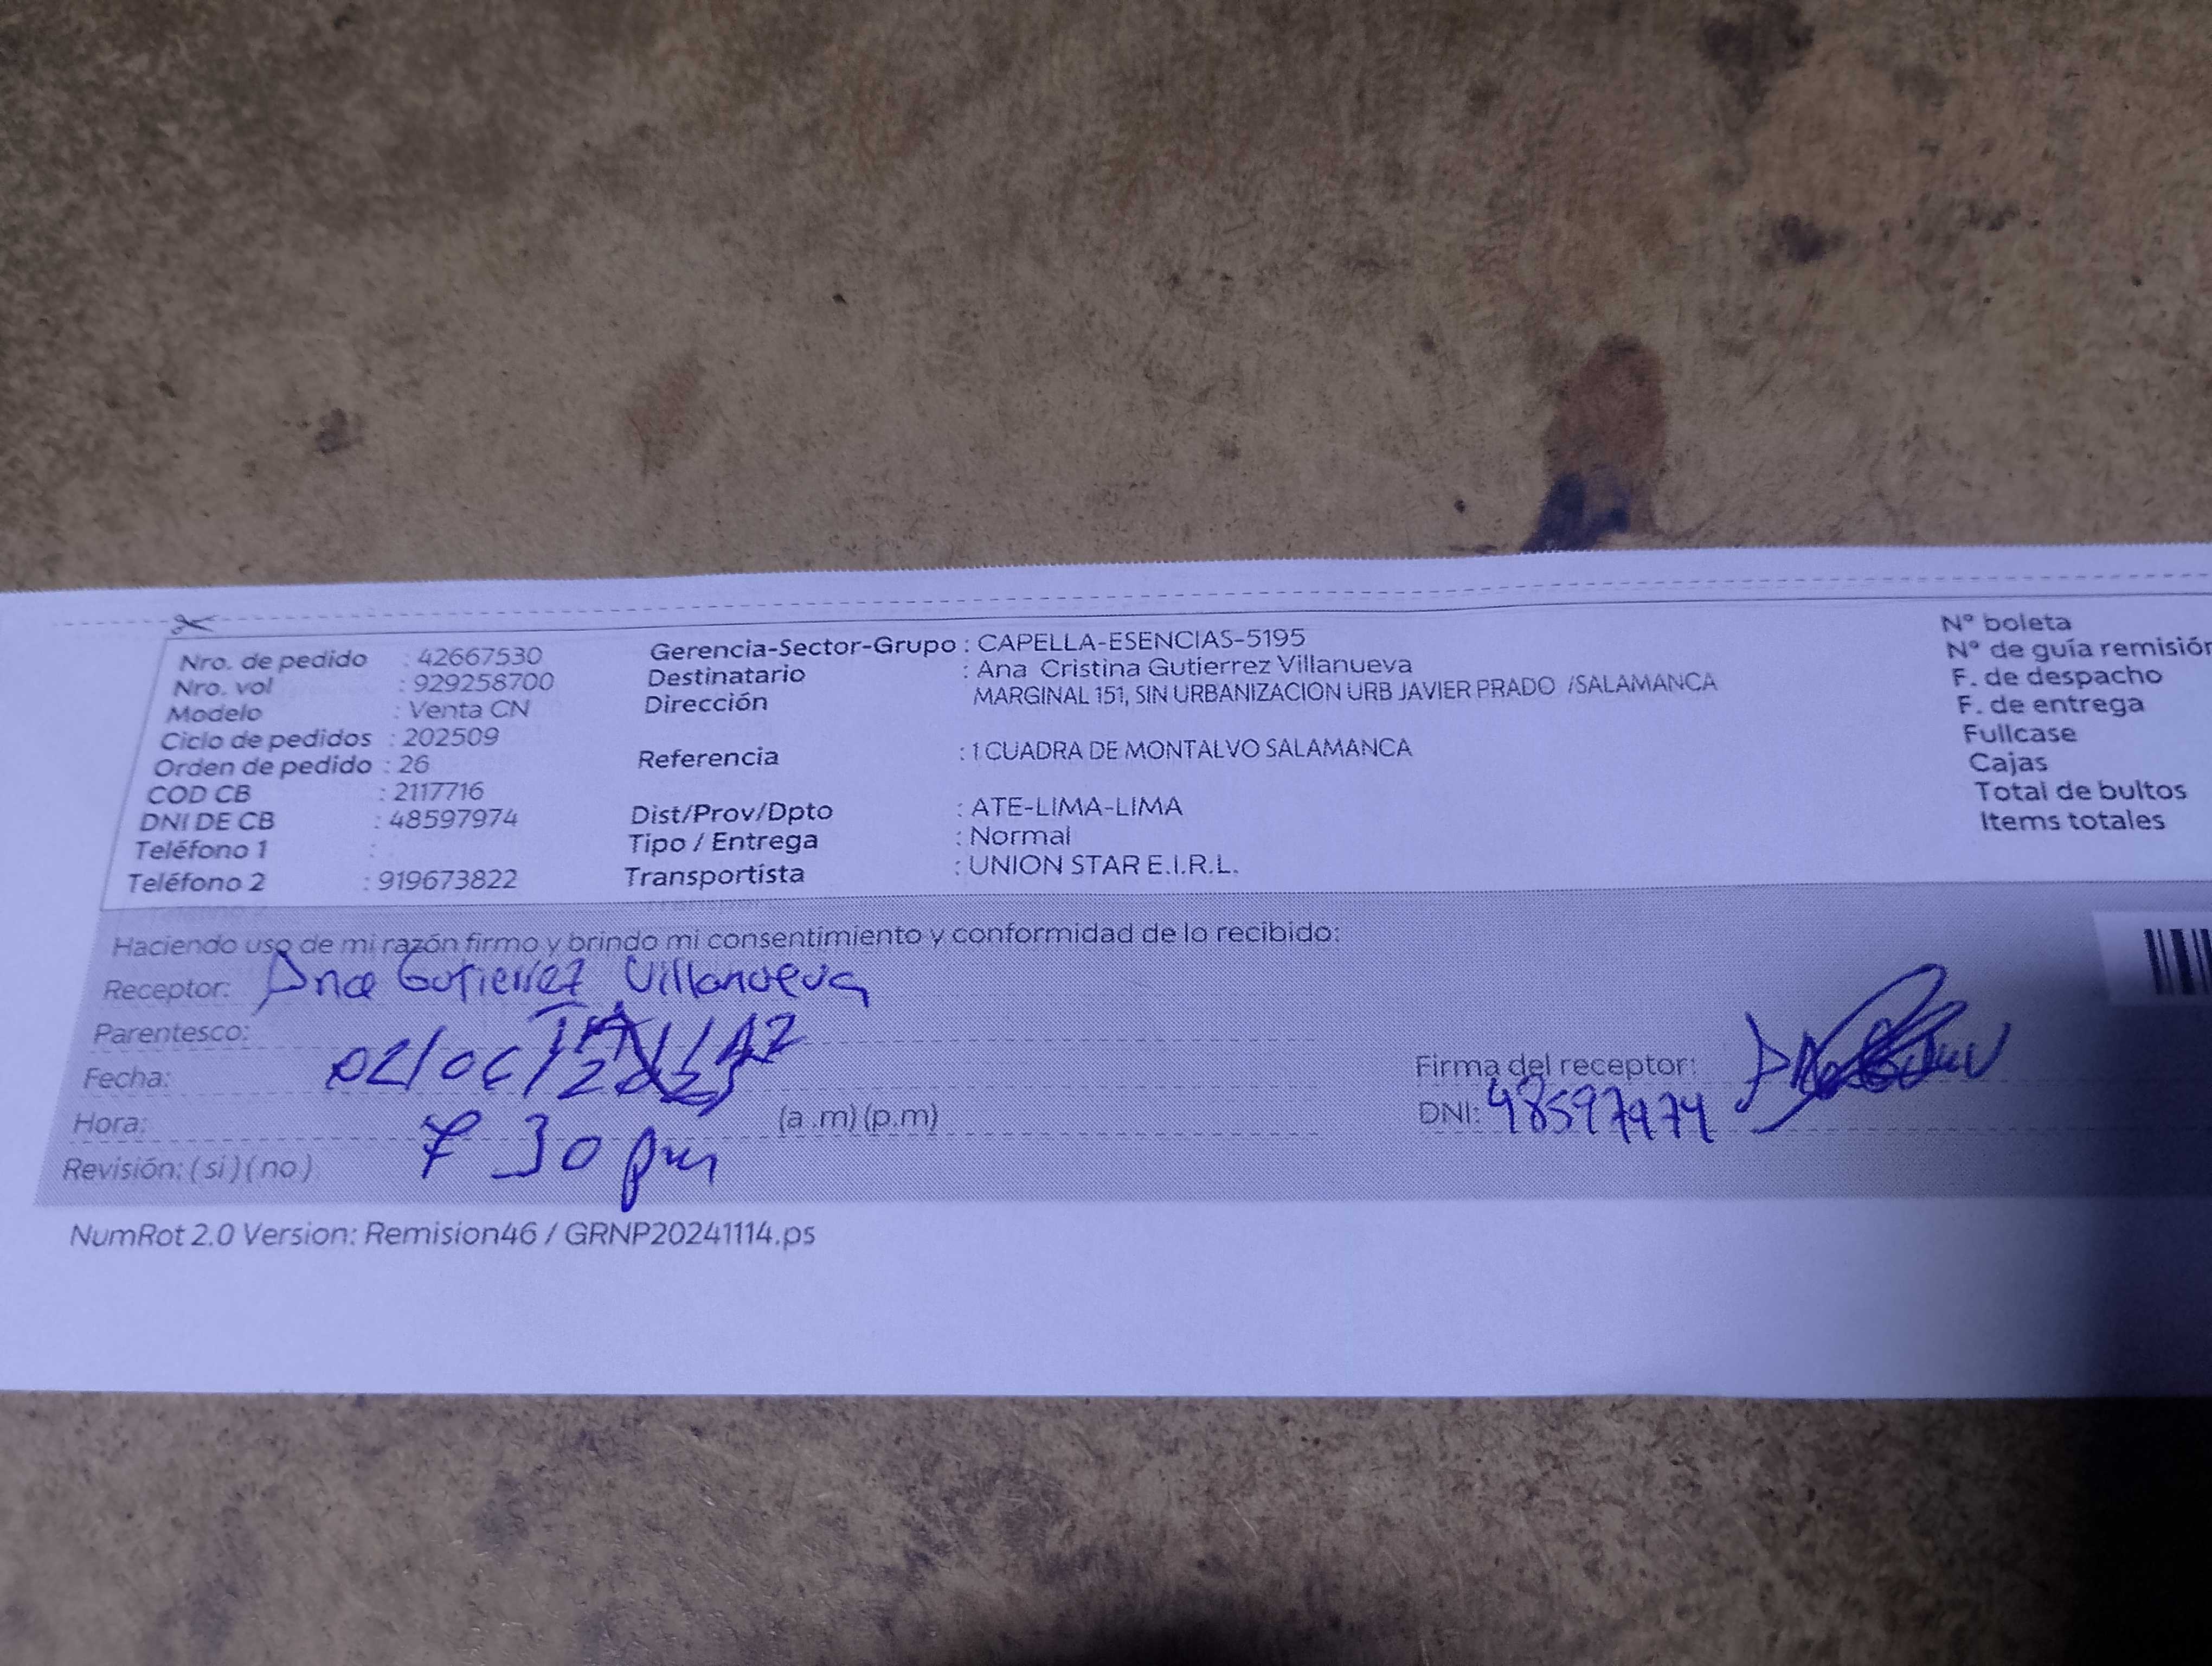 Nro. de pedido : 42667530
Nro. vol : 929258700
Modelo : Venta CN
Ciclo de pedidos : 202509
Orden de pedido : 26
COD CB : 2117716
DNI DE CB : 48597974
Teléfono 1 :
Teléfono 2 : 919673822
Gerencia-Sector-Grupo : CAPELLA-ESENCIAS-5195
Destinatario : Ana Cristina Gutierrez Villanueva
Dirección MARGINAL 151, SIN URBANIZACION URB JAVIER PRADO /SALAMANCA
Referencia : 1 CUADRA DE MONTALVO SALAMANCA
Dist/Prov/Dpto : ATE-LIMA-LIMA
Tipo / Entrega : Normal
Transportista : UNION STAR E.I.R.L.
N° boleta
N° de guía remisión
F. de despacho
F. de entrega
Fullcase
Cajas
Total de bultos
Items totales
Haciendo uso de mi razón firmo y brindo mi consentimiento y conformidad de lo recibido:
Receptor: Ana Gutierrez Villanueva
Parentesco:
Fecha: 02/06/
Hora: 7 30 pm (a.m) (p.m)
Revisión: (si) (no)
Firma del receptor:
DNI: 48597974
NumRot 2.0 Version: Remision46 / GRNP20241114.ps